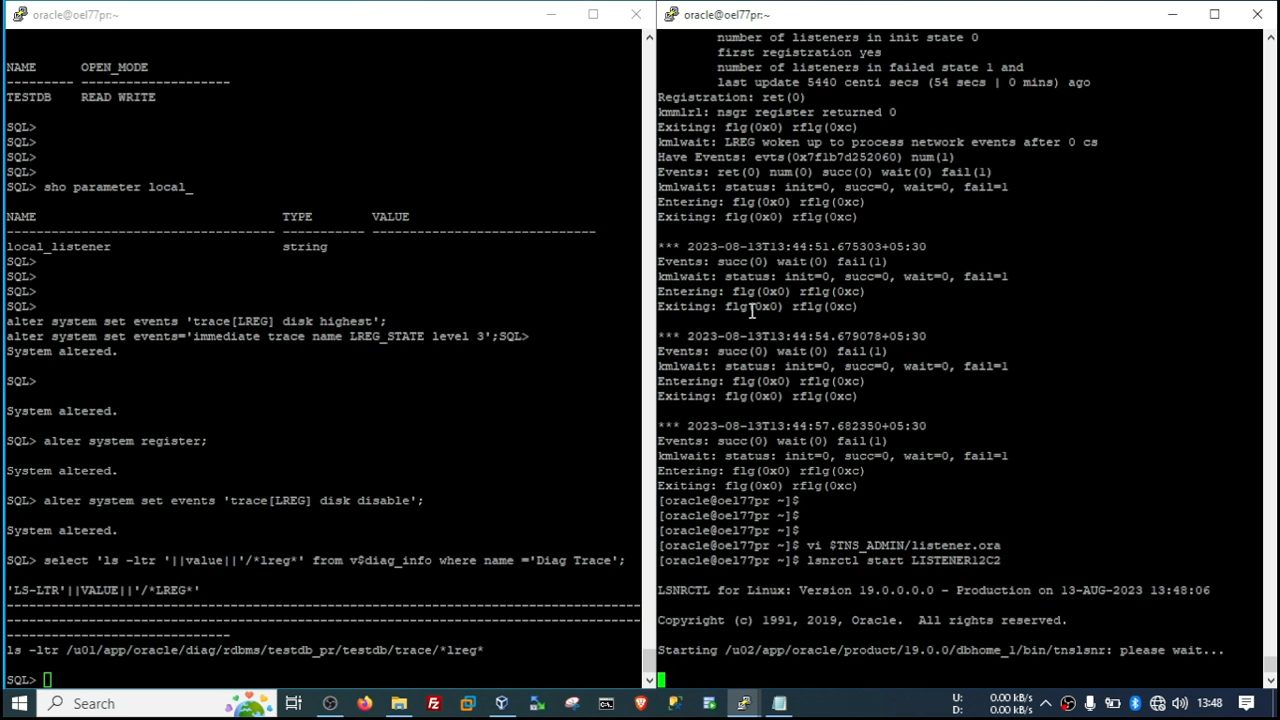 oracle@oel77pr:~
NAME OPEN_MODE
--------- --------------------
TESTDB READ WRITE
SQL>
SQL>
SQL>
SQL>
SQL> sho parameter local_
NAME TYPE VALUE
------------------------------------ ----------- ------------------------------
local_listener string
SQL>
SQL>
SQL>
SQL>
alter system set events 'trace[LREG] disk highest';
alter system set events='immediate trace name LREG_STATE level 3';SQL>
System altered.
SQL>
System altered.
SQL> alter system register;
System altered.
SQL> alter system set events 'trace[LREG] disk disable';
System altered.
SQL> select 'ls -ltr '||value||'/*lreg*' from v$diag_info where name ='Diag Trace';
'LS-LTR'||VALUE||'/*LREG*'
--------------------------------------------------------------------------------
--------------------------------------------------------------------------------
------------------------------
ls -ltr /u01/app/oracle/diag/rdbms/testdb_pr/testdb/trace/*lreg*
SQL>
oracle@oel77pr:~
number of listeners in init state 0
first registration yes
number of listeners in failed state 1 and
last update 5440 centi secs (54 secs | 0 mins) ago
Registration: ret(0)
kmmlrl: nsgr register returned 0
Exiting: flg(0x0) rflg(0xc)
kmlwait: LREG woken up to process network events after 0 cs
Have Events: evts(0x7f1b7d252060) num(1)
Events: ret(0) num(0) succ(0) wait(0) fail(1)
kmlwait: status: init=0, succ=0, wait=0, fail=1
Entering: flg(0x0) rflg(0xc)
Exiting: flg(0x0) rflg(0xc)
*** 2023-08-13T13:44:51.675303+05:30
Events: succ(0) wait(0) fail(1)
kmlwait: status: init=0, succ=0, wait=0, fail=1
Entering: flg(0x0) rflg(0xc)
Exiting: flg(0x0) rflg(0xc)
*** 2023-08-13T13:44:54.679078+05:30
Events: succ(0) wait(0) fail(1)
kmlwait: status: init=0, succ=0, wait=0, fail=1
Entering: flg(0x0) rflg(0xc)
Exiting: flg(0x0) rflg(0xc)
*** 2023-08-13T13:44:57.682350+05:30
Events: succ(0) wait(0) fail(1)
kmlwait: status: init=0, succ=0, wait=0, fail=1
Entering: flg(0x0) rflg(0xc)
Exiting: flg(0x0) rflg(0xc)
[oracle@oel77pr ~]$
[oracle@oel77pr ~]$
[oracle@oel77pr ~]$
[oracle@oel77pr ~]$ vi $TNS_ADMIN/listener.ora
[oracle@oel77pr ~]$ lsnrctl start LISTENER12C2
LSNRCTL for Linux: Version 19.0.0.0.0 - Production on 13-AUG-2023 13:48:06
Copyright (c) 1991, 2019, Oracle. All rights reserved.
Starting /u02/app/oracle/product/19.0.0/dbhome_1/bin/tnslsnr: please wait...
Search
U: 0.00 kB/s
D: 0.00 kB/s
13:48